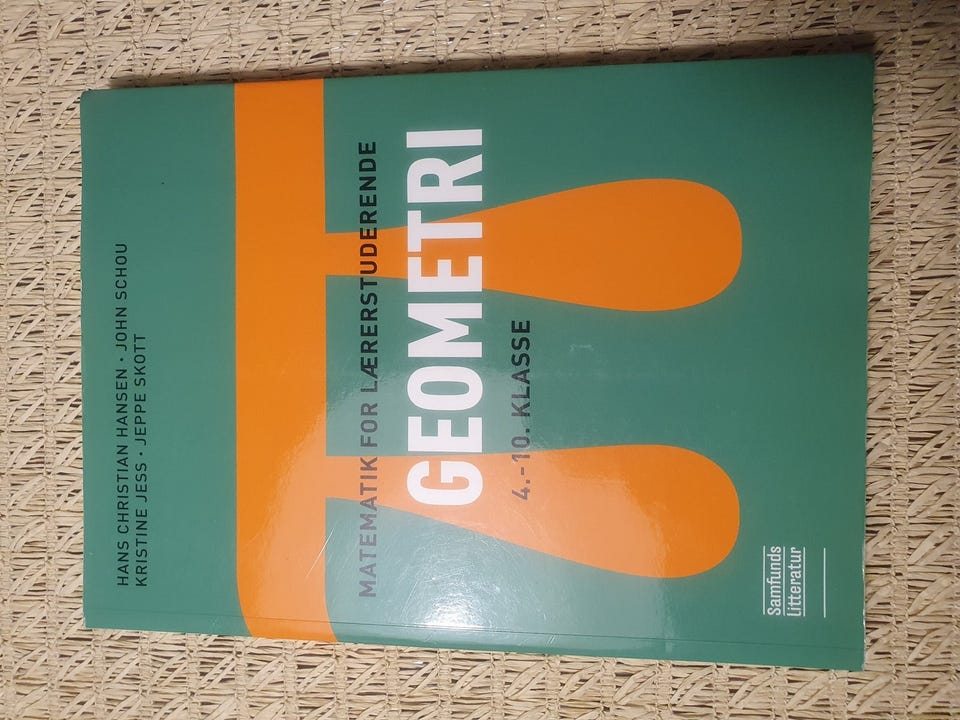 HANS CHRISTIAN HANSEN · JOHN SCHOU
KRISTINE JESS · JEPPE SKOTT
MATEMATIK FOR LÆRERSTUDERENDE
GEOMETRI
4.-10. KLASSE
Samfunds
litteratur